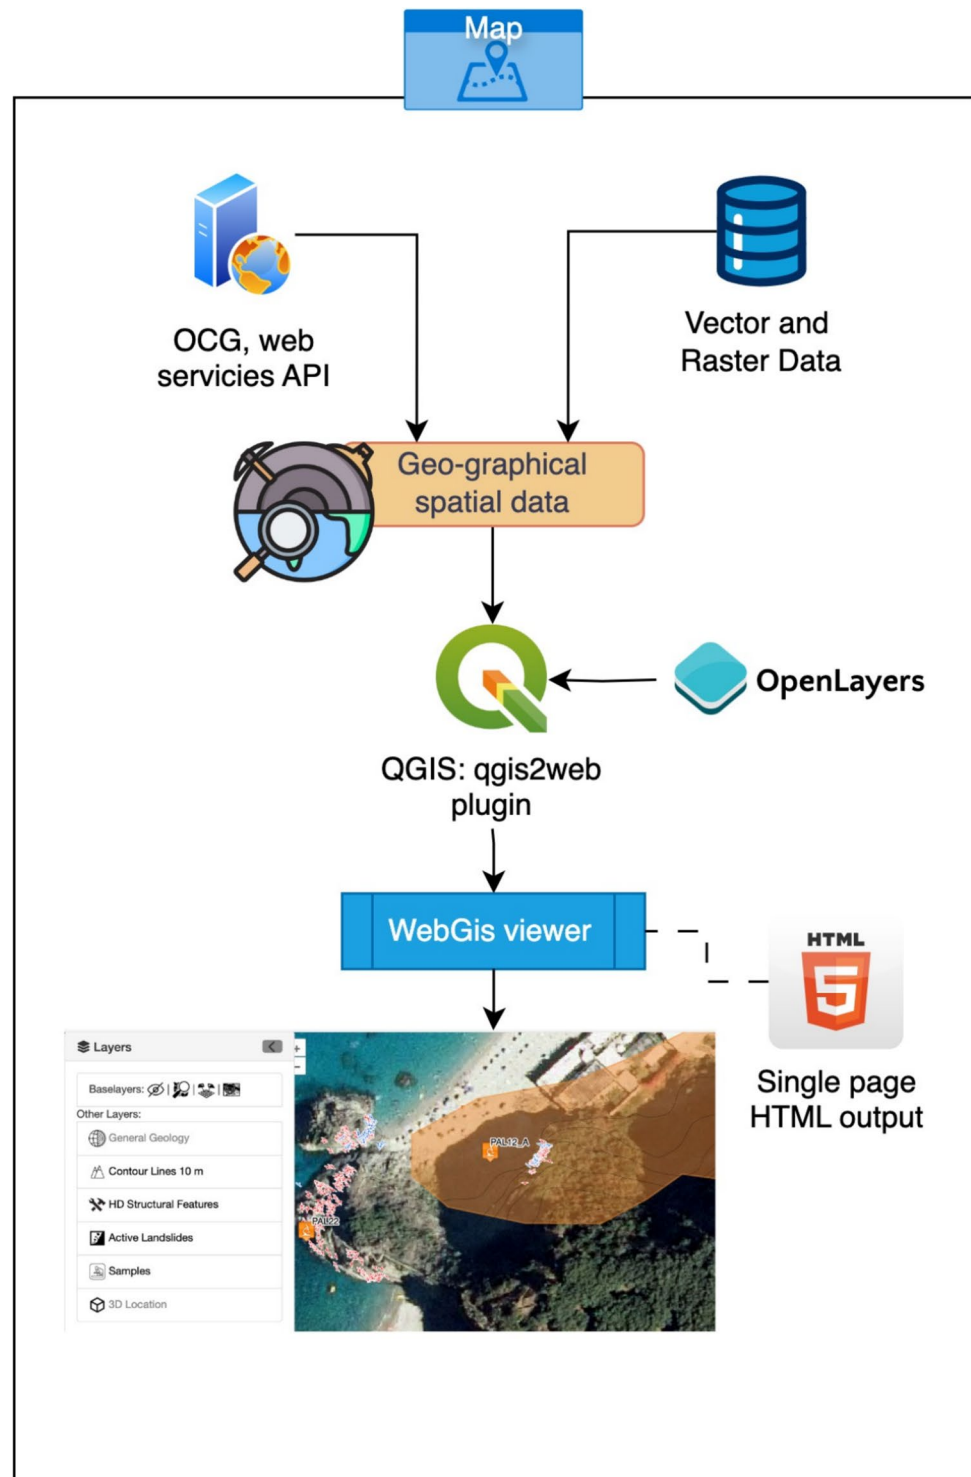 Map
OCG, web
servicies API
Vector and
Raster Data
Geo-graphical
spatial data
OpenLayers
QGIS: qgis2web
plugin
WebGis viewer
HTML
5
Single page
HTML output
Layers
Baselayers:
Other Layers:
General Geology
Contour Lines 10 m
HD Structural Features
Active Landslides
Samples
3D Location
+
−
PAL12_A
PAL22